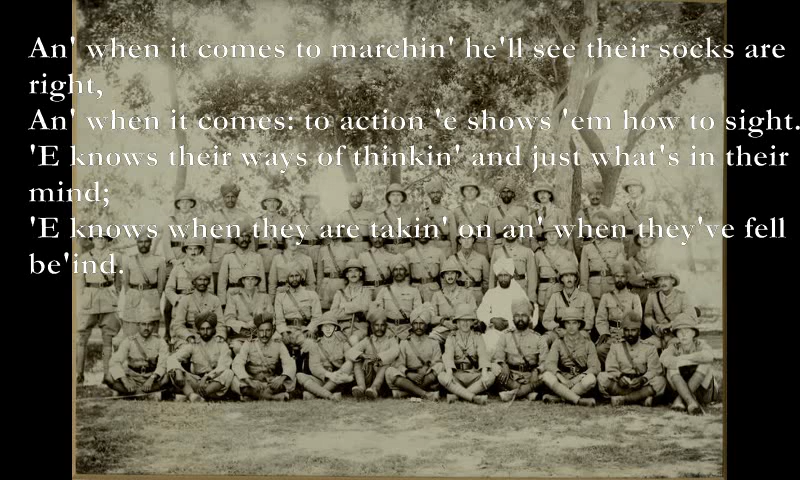 An' when it comes to marchin' he'll see their socks are
right,
An' when it comes: to action 'e shows 'em how to sight.
'E knows their ways of thinkin' and just what's in their
mind;
'E knows when they are takin' on an' when they've fell
be'ind.